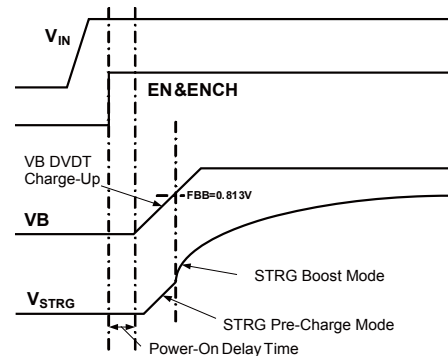 VIN
EN&ENCH
VB DVDT
Charge-Up
FBB=0.813V
VB
STRG Boost Mode
VSTRG
STRG Pre-Charge Mode
Power-On Delay Time